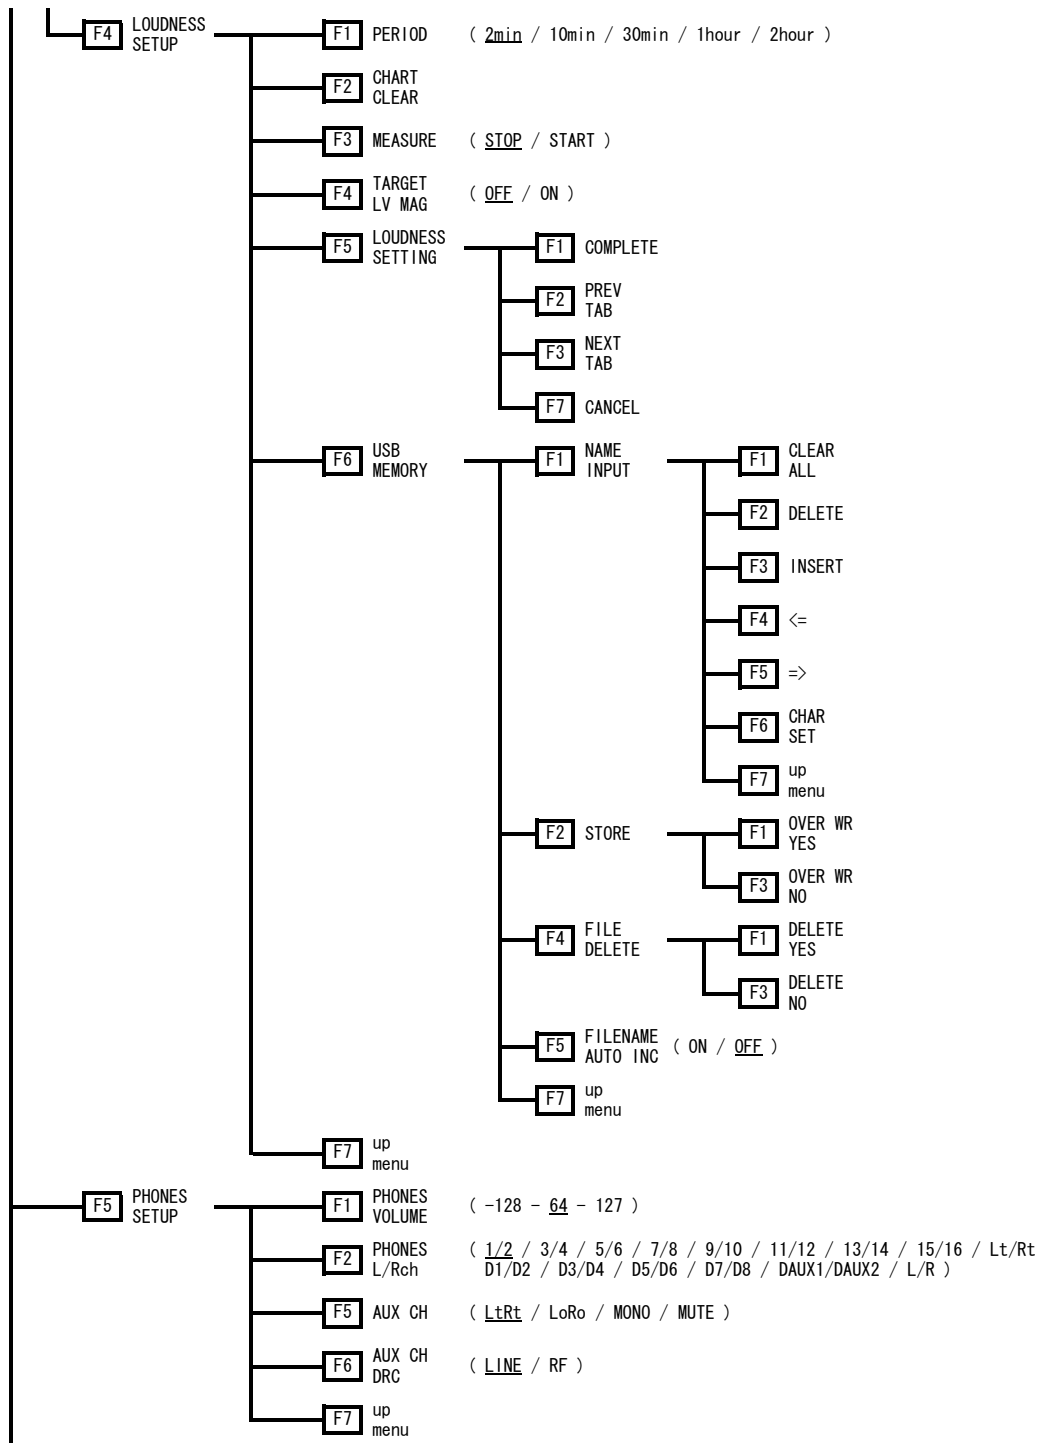 F4 LOUDNESS SETUP
F1 PERIOD ( 2min / 10min / 30min / 1hour / 2hour )
F2 CHART CLEAR
F3 MEASURE ( STOP / START )
F4 TARGET LV MAG ( OFF / ON )
F5 LOUDNESS SETTING
F1 COMPLETE
F2 PREV TAB
F3 NEXT TAB
F7 CANCEL
F6 USB MEMORY
F1 NAME INPUT
F1 CLEAR ALL
F2 DELETE
F3 INSERT
F4 <=
F5 =>
F6 CHAR SET
F7 up menu
F2 STORE
F1 OVER WR YES
F3 OVER WR NO
F4 FILE DELETE
F1 DELETE YES
F3 DELETE NO
F5 FILENAME AUTO INC ( ON / OFF )
F7 up menu
F7 up menu
F5 PHONES SETUP
F1 PHONES VOLUME ( -128 - 64 - 127 )
F2 PHONES L/Rch ( 1/2 / 3/4 / 5/6 / 7/8 / 9/10 / 11/12 / 13/14 / 15/16 / Lt/Rt
D1/D2 / D3/D4 / D5/D6 / D7/D8 / DAUX1/DAUX2 / L/R )
F5 AUX CH ( LtRt / LoRo / MONO / MUTE )
F6 AUX CH DRC ( LINE / RF )
F7 up menu